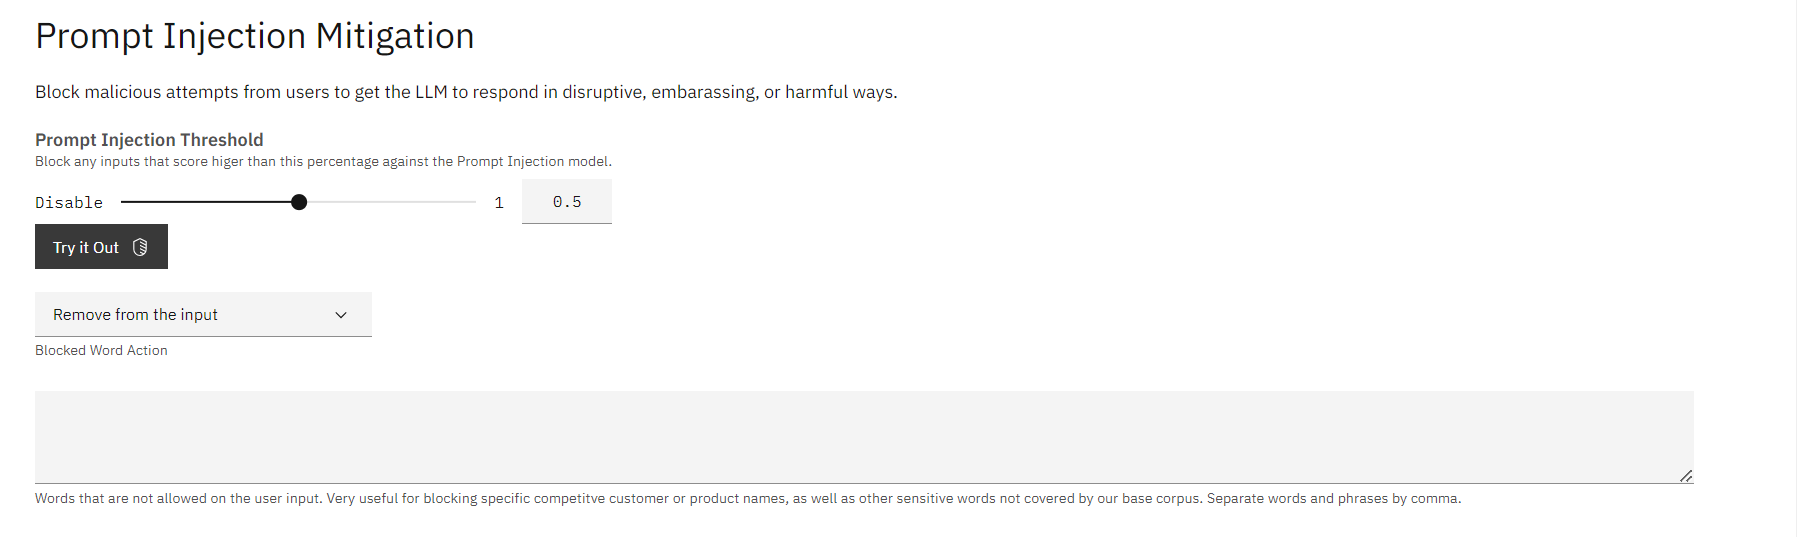 Prompt Injection Mitigation
Block malicious attempts from users to get the LLM to respond in disruptive, embarassing, or harmful ways.
Prompt Injection Threshold
Block any inputs that score higer than this percentage against the Prompt Injection model.
Disable 1 0.5
Try it Out
Remove from the input
Blocked Word Action
Words that are not allowed on the user input. Very useful for blocking specific competitve customer or product names, as well as other sensitive words not covered by our base corpus. Separate words and phrases by comma.